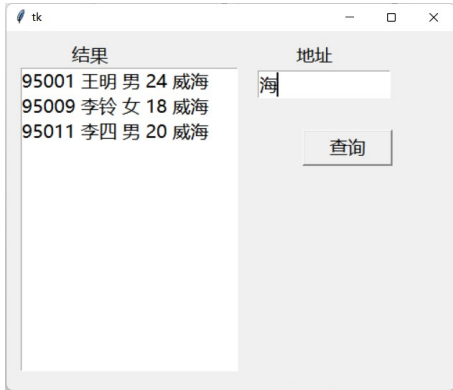 tk
结果
地址
95001 王明 男 24 威海
95009 李铃 女 18 威海
95011 李四 男 20 威海
海
查询